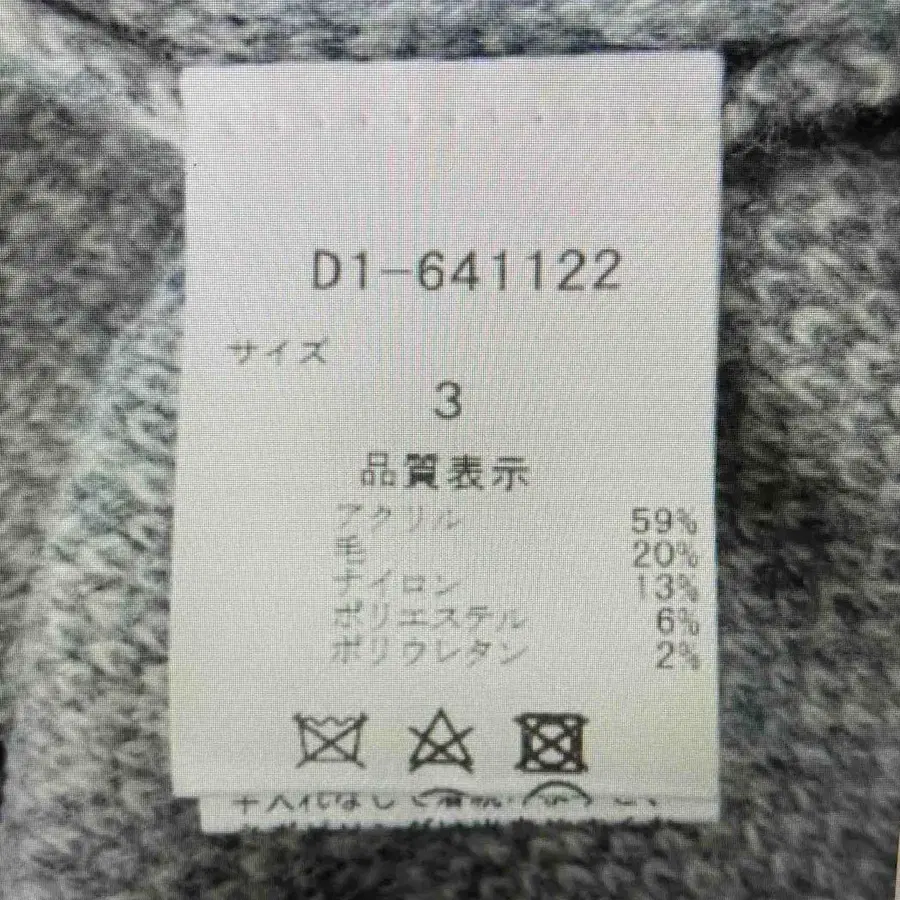 D1-641122
サイズ
3
品質表示
アクリル 59%
毛 20%
ナイロン 13%
ポリエステル 6%
ポリウレタン 2%